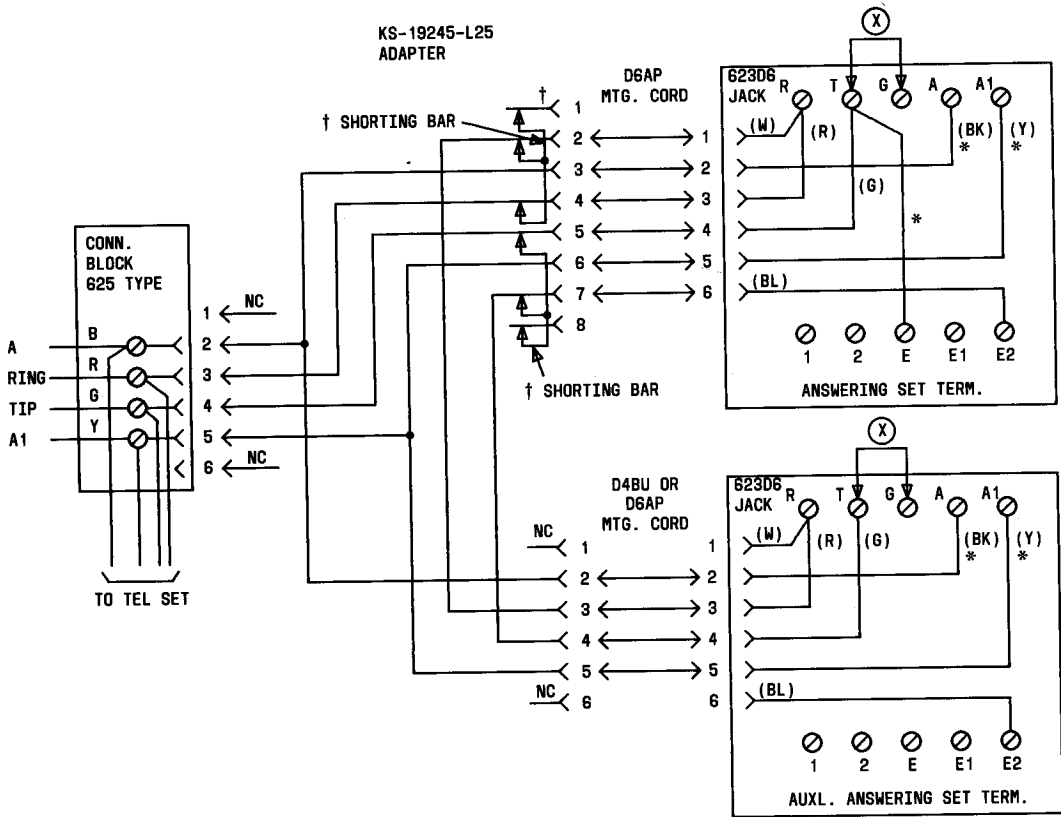 KS-19245-L25
ADAPTER
X
D6AP
MTG. CORD
623D6
JACK
R T G A A1
† SHORTING BAR
†
1
2
3
4
5
6
7
8
1
2
3
4
5
6
(W)
(R)
(BK)
*
(Y)
*
(G)
*
(BL)
1 2 E E1 E2
ANSWERING SET TERM.
† SHORTING BAR
CONN.
BLOCK
625 TYPE
A
RING
TIP
A1
B
R
G
Y
1 NC
2
3
4
5
6 NC
TO TEL SET
X
D4BU OR
D6AP
MTG. CORD
623D6
JACK
R T G A A1
NC 1
2
3
4
5
NC 6
1
2
3
4
5
6
(W)
(R)
(G)
(BK)
*
(Y)
*
(BL)
1 2 E E1 E2
AUXL. ANSWERING SET TERM.